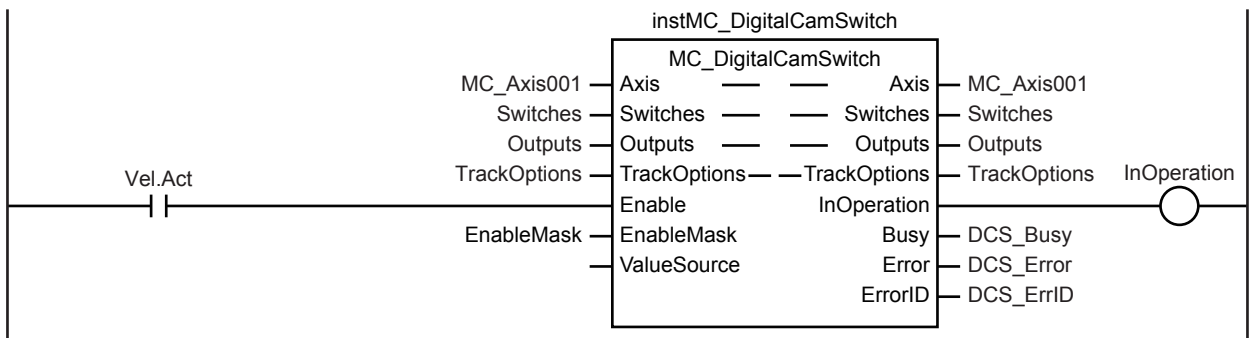 instMC_DigitalCamSwitch
MC_DigitalCamSwitch
MC_Axis001 Axis Axis MC_Axis001
Switches Switches Switches Switches
Outputs Outputs Outputs Outputs
Vel.Act TrackOptions TrackOptions TrackOptions TrackOptions InOperation
Enable InOperation
EnableMask EnableMask Busy DCS_Busy
ValueSource Error DCS_Error
ErrorID DCS_ErrID